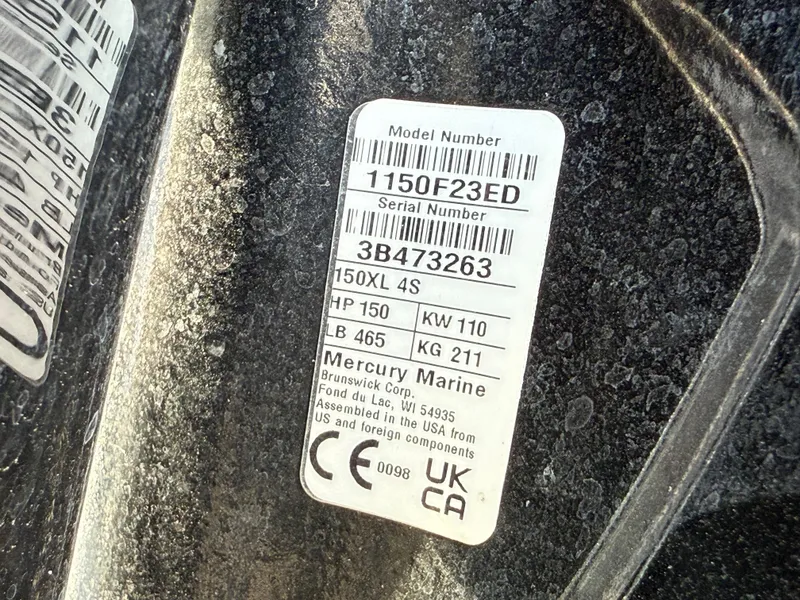 Model Number
1150F23ED
Serial Number
3B473263
150XL 4S
HP 150 KW 110
LB 465 KG 211
Mercury Marine
Brunswick Corp.
Fond du Lac, WI 54935
Assembled in the USA from
US and foreign components
CE 0098 UK
CA